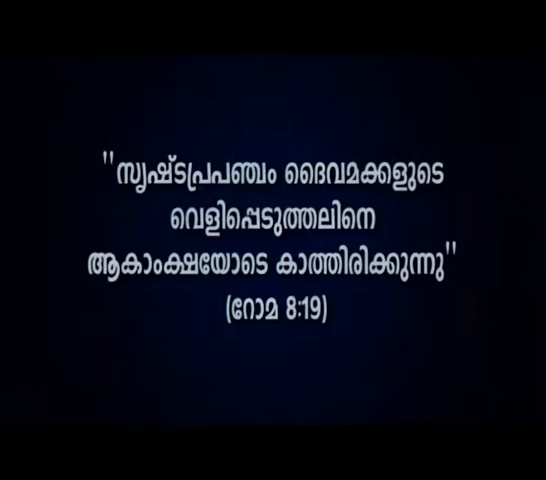 "സൃഷ്ടപ്രപഞ്ചം ദൈവമക്കളുടെ
വെളിപ്പെടുത്തലിനെ
ആകാംക്ഷയോടെ കാത്തിരിക്കുന്നു"
(റോമ 8:19)